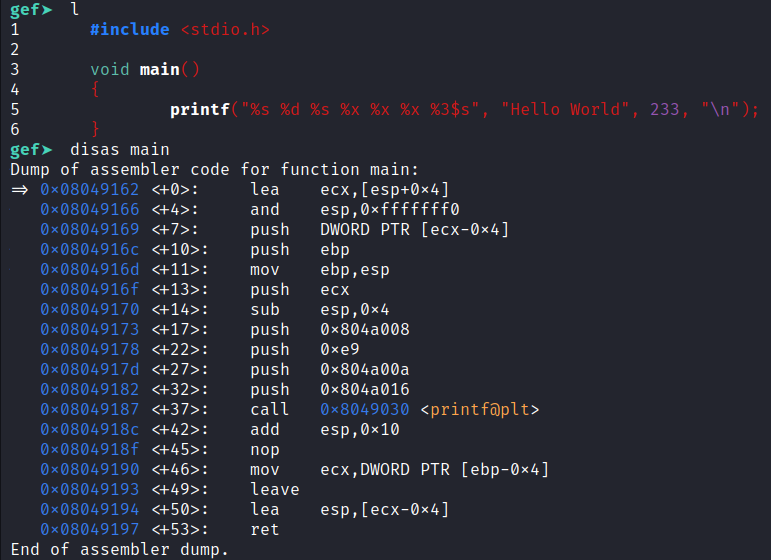 gef➤  l
1       #include <stdio.h>
2
3       void main()
4       {
5               printf("%s %d %s %x %x %x %3$s", "Hello World", 233, "\n");
6       }
gef➤  disas main
Dump of assembler code for function main:
=> 0x08049162 <+0>:     lea    ecx,[esp+0x4]
   0x08049166 <+4>:     and    esp,0xfffffff0
   0x08049169 <+7>:     push   DWORD PTR [ecx-0x4]
   0x0804916c <+10>:    push   ebp
   0x0804916d <+11>:    mov    ebp,esp
   0x0804916f <+13>:    push   ecx
   0x08049170 <+14>:    sub    esp,0x4
   0x08049173 <+17>:    push   0x804a008
   0x08049178 <+22>:    push   0xe9
   0x0804917d <+27>:    push   0x804a00a
   0x08049182 <+32>:    push   0x804a016
   0x08049187 <+37>:    call   0x8049030 <printf@plt>
   0x0804918c <+42>:    add    esp,0x10
   0x0804918f <+45>:    nop
   0x08049190 <+46>:    mov    ecx,DWORD PTR [ebp-0x4]
   0x08049193 <+49>:    leave
   0x08049194 <+50>:    lea    esp,[ecx-0x4]
   0x08049197 <+53>:    ret
End of assembler dump.